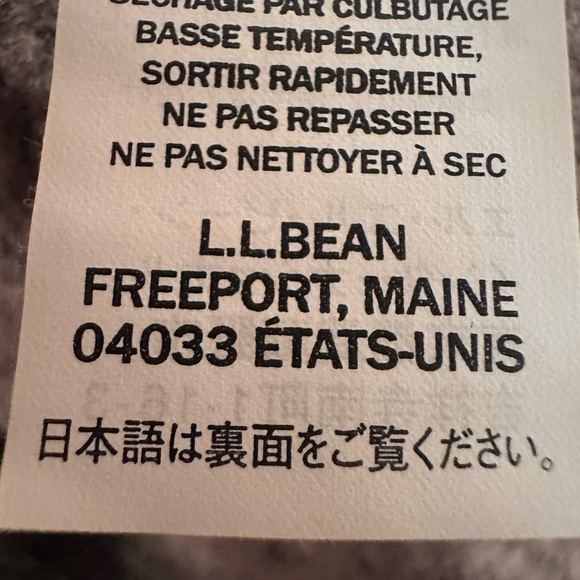 SÉCHAGE PAR CULBUTAGE
BASSE TEMPÉRATURE,
SORTIR RAPIDEMENT
NE PAS REPASSER
NE PAS NETTOYER À SEC
L.L.BEAN
FREEPORT, MAINE
04033 ÉTATS-UNIS
日本語は裏面をご覧ください。